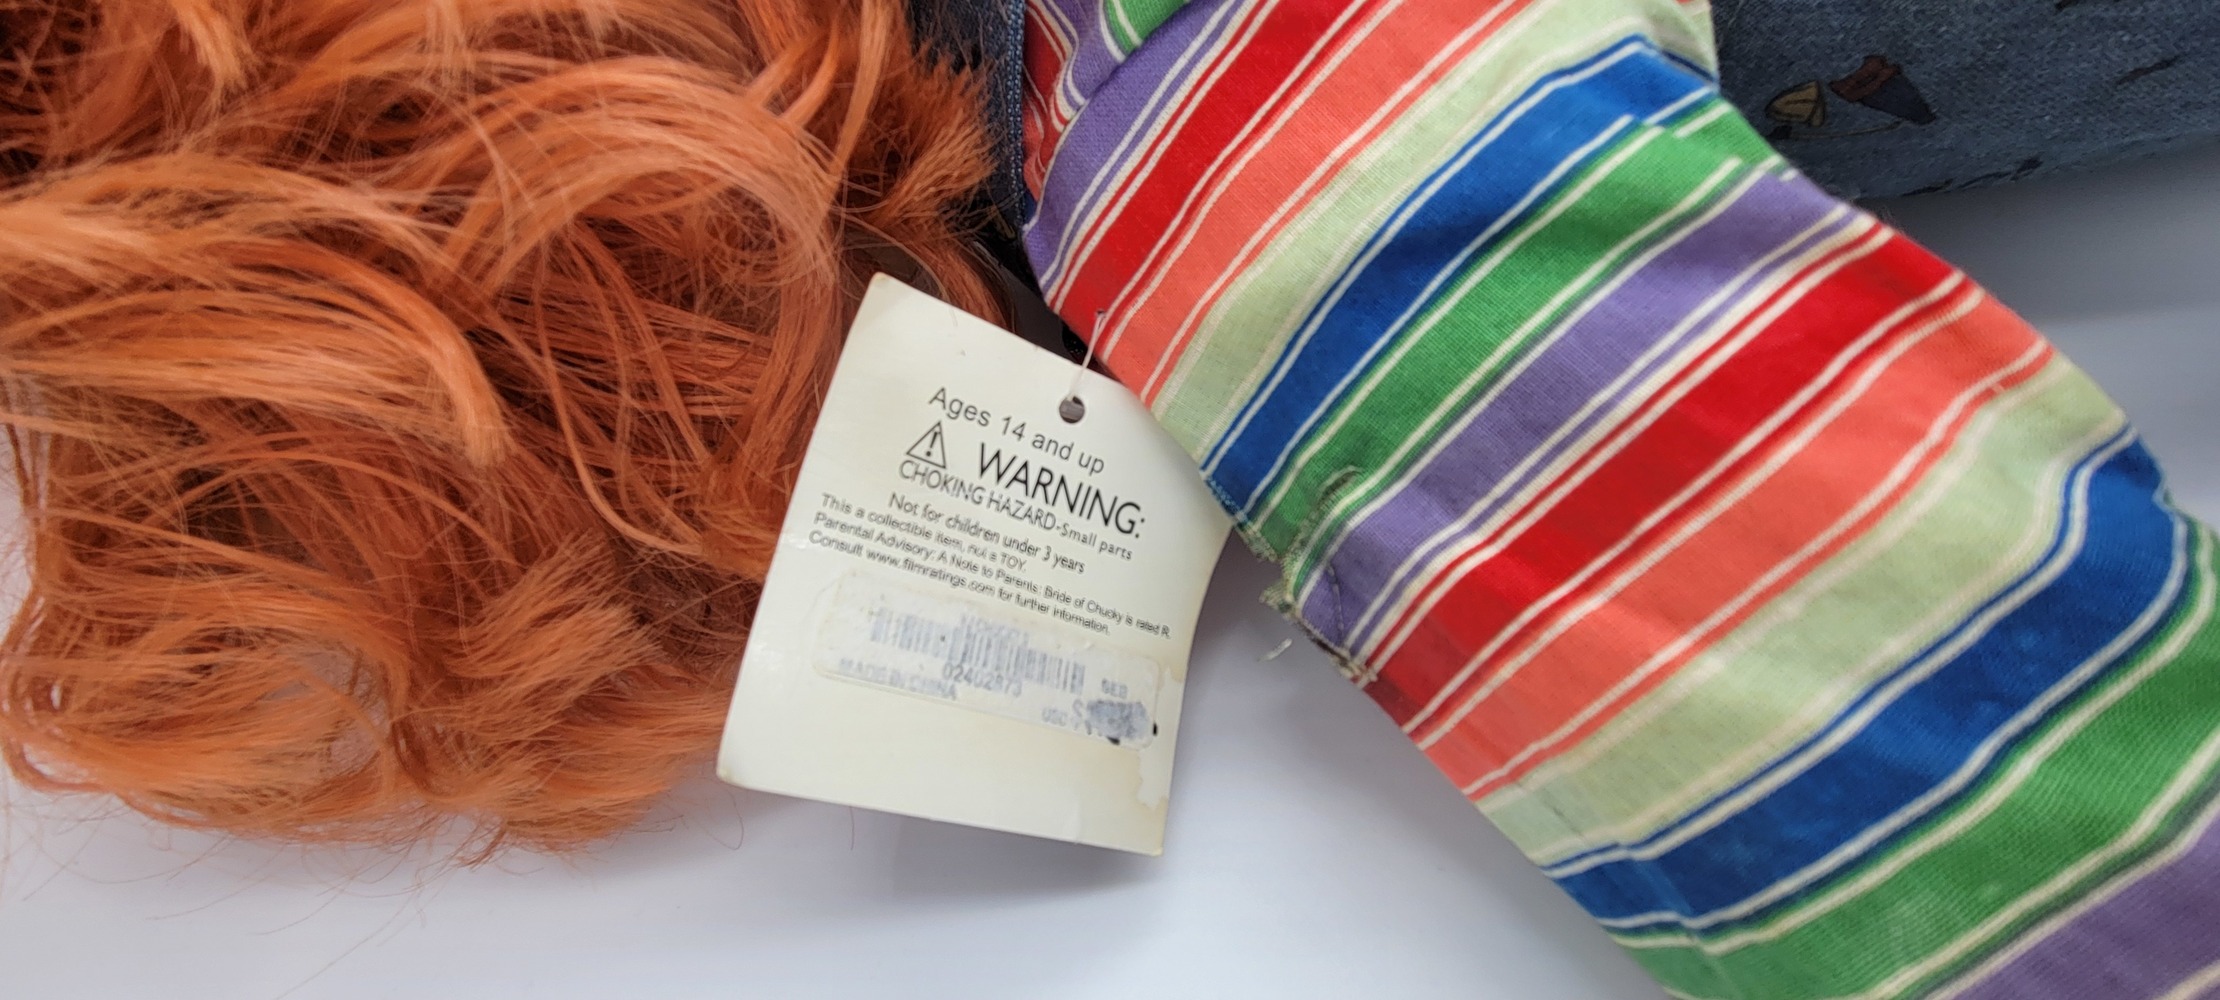 Ages 14 and up
WARNING:
CHOKING HAZARD-Small parts
Not for children under 3 years
This a collectible item, not a TOY.
Parental Advisory: A Note to Parents: Bride of Chucky is rated R.
Consult www.filmratings.com for further information.
02402873
MADE IN CHINA
USD